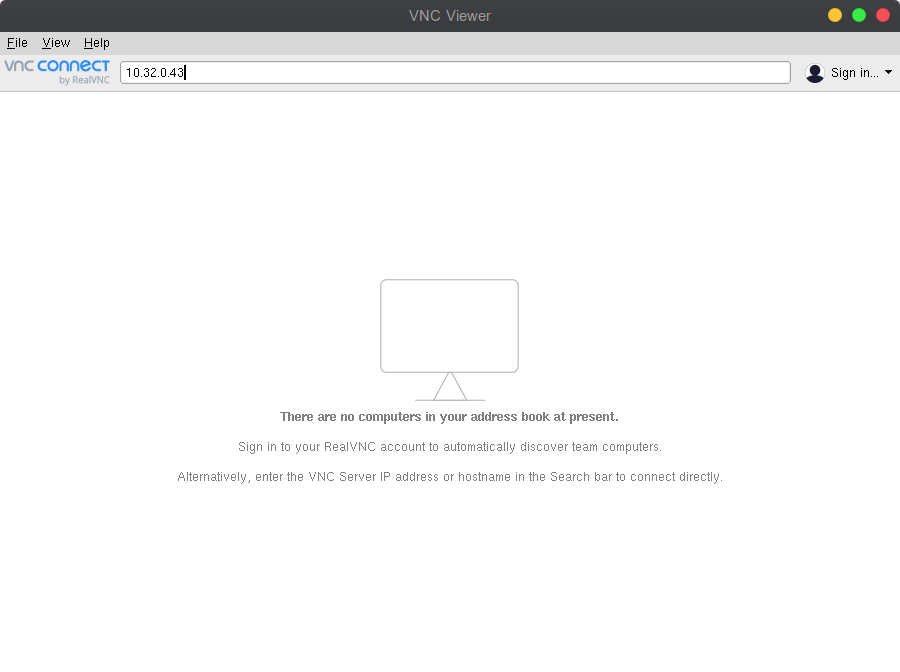 VNC Viewer
File View Help
vnc connect
by RealVNC
10.32.0.43
Sign in...
There are no computers in your address book at present.
Sign in to your RealVNC account to automatically discover team computers.
Alternatively, enter the VNC Server IP address or hostname in the Search bar to connect directly.